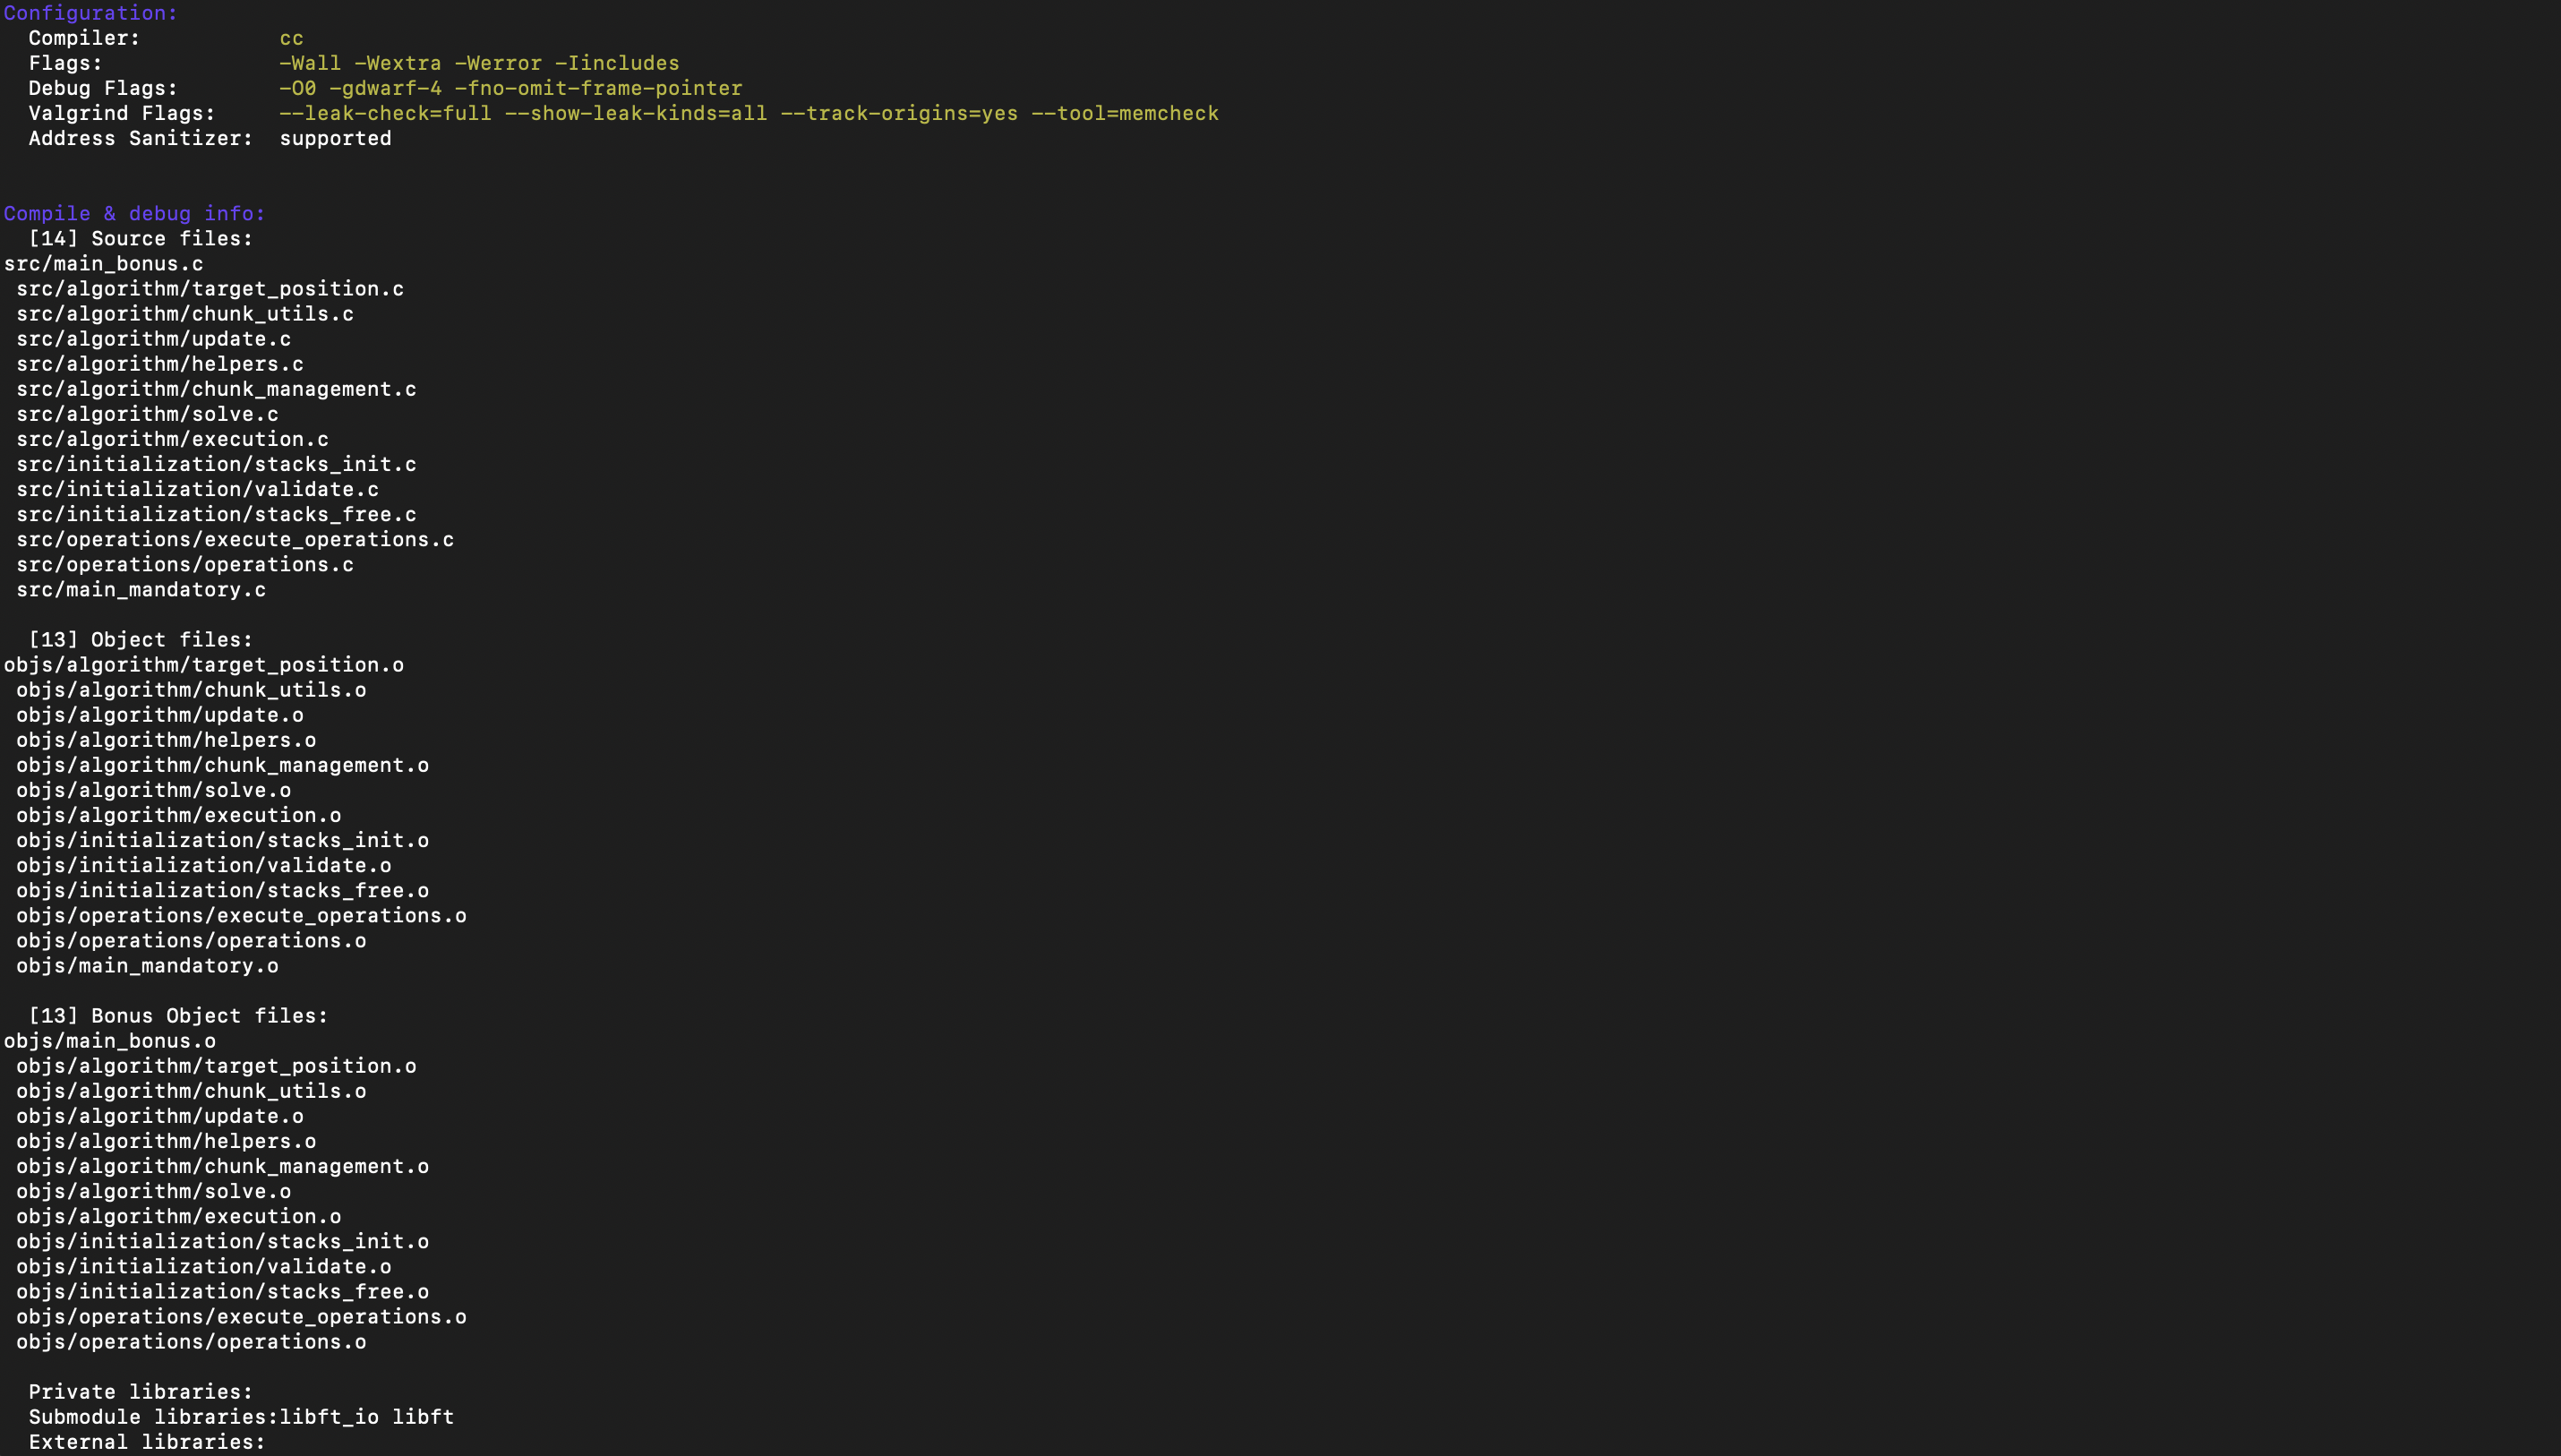 Configuration:
  Compiler:           cc
  Flags:              -Wall -Wextra -Werror -Iincludes
  Debug Flags:        -O0 -gdwarf-4 -fno-omit-frame-pointer
  Valgrind Flags:     --leak-check=full --show-leak-kinds=all --track-origins=yes --tool=memcheck
  Address Sanitizer:  supported
Compile & debug info:
  [14] Source files:
src/main_bonus.c
 src/algorithm/target_position.c
 src/algorithm/chunk_utils.c
 src/algorithm/update.c
 src/algorithm/helpers.c
 src/algorithm/chunk_management.c
 src/algorithm/solve.c
 src/algorithm/execution.c
 src/initialization/stacks_init.c
 src/initialization/validate.c
 src/initialization/stacks_free.c
 src/operations/execute_operations.c
 src/operations/operations.c
 src/main_mandatory.c
  [13] Object files:
objs/algorithm/target_position.o
 objs/algorithm/chunk_utils.o
 objs/algorithm/update.o
 objs/algorithm/helpers.o
 objs/algorithm/chunk_management.o
 objs/algorithm/solve.o
 objs/algorithm/execution.o
 objs/initialization/stacks_init.o
 objs/initialization/validate.o
 objs/initialization/stacks_free.o
 objs/operations/execute_operations.o
 objs/operations/operations.o
 objs/main_mandatory.o
  [13] Bonus Object files:
objs/main_bonus.o
 objs/algorithm/target_position.o
 objs/algorithm/chunk_utils.o
 objs/algorithm/update.o
 objs/algorithm/helpers.o
 objs/algorithm/chunk_management.o
 objs/algorithm/solve.o
 objs/algorithm/execution.o
 objs/initialization/stacks_init.o
 objs/initialization/validate.o
 objs/initialization/stacks_free.o
 objs/operations/execute_operations.o
 objs/operations/operations.o
  Private libraries:
  Submodule libraries:libft_io libft
  External libraries: